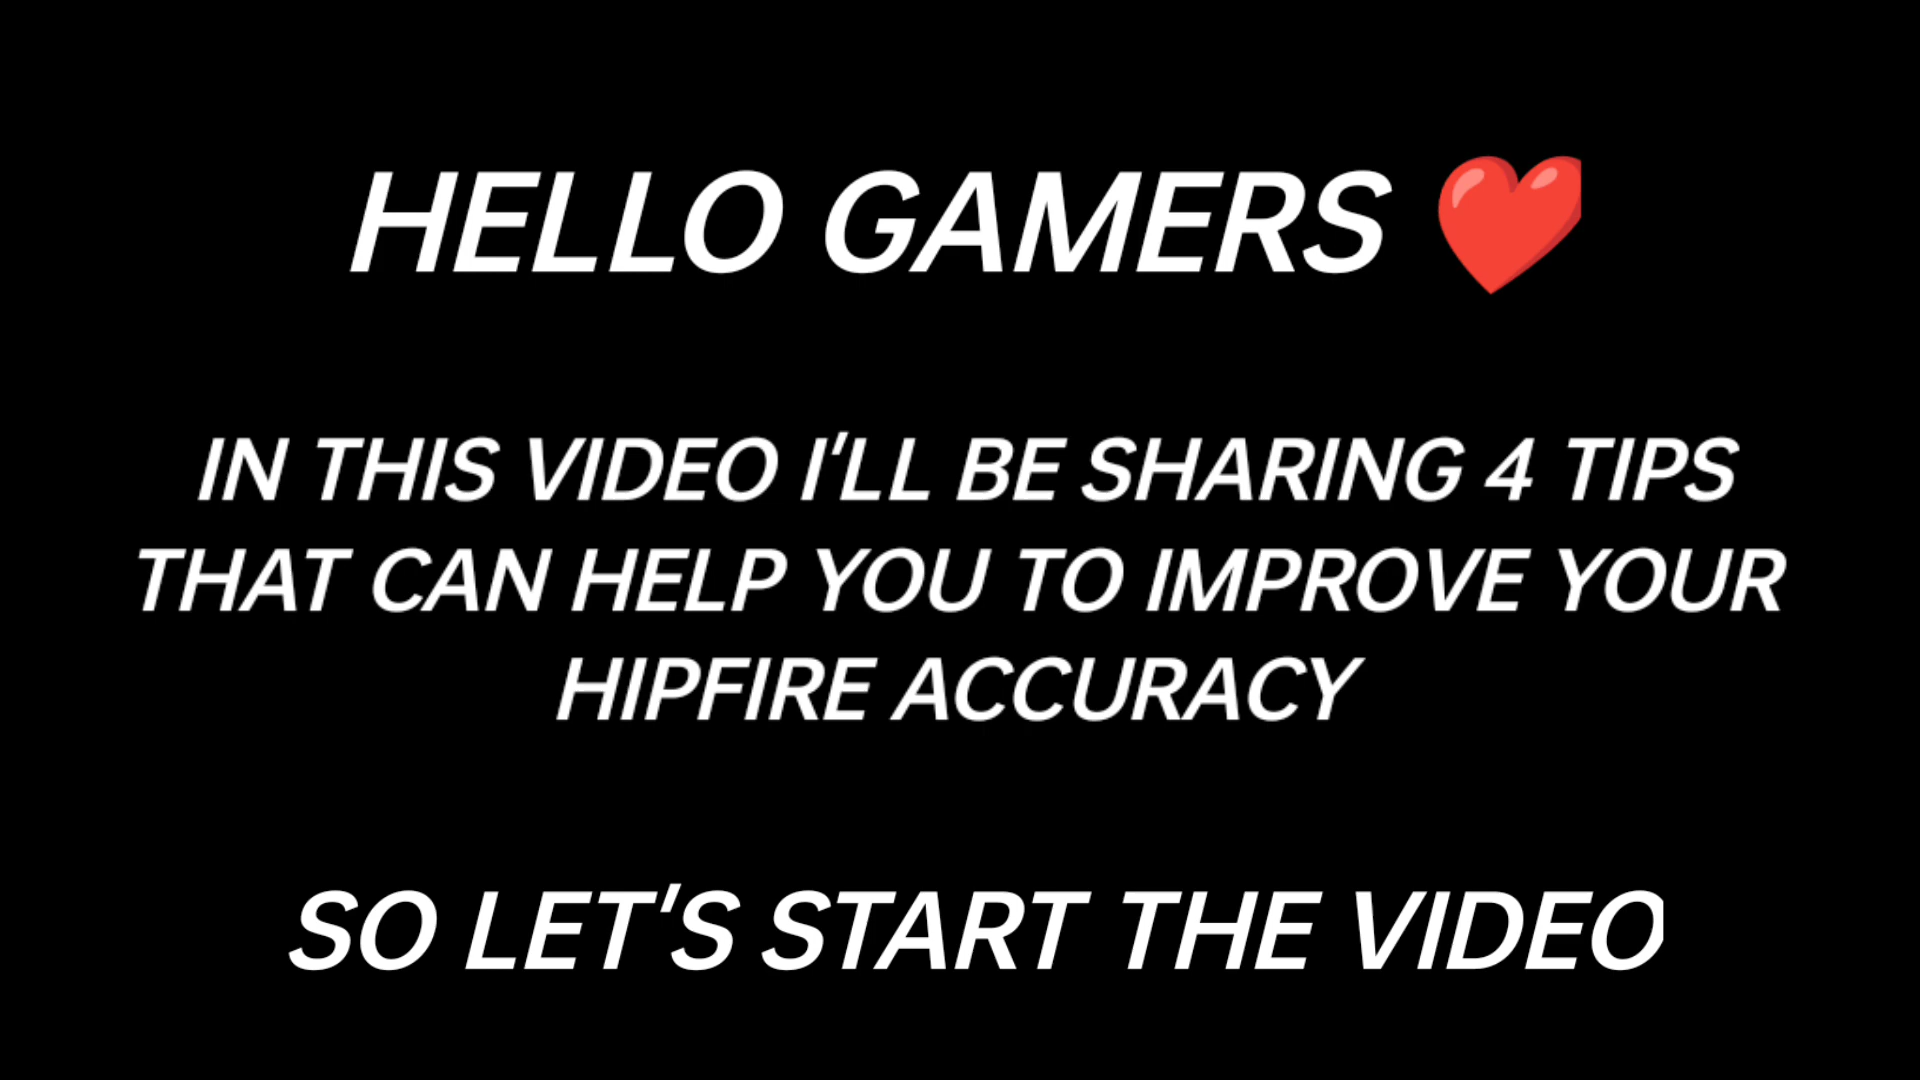 HELLO GAMERS ❤️
IN THIS VIDEO I'LL BE SHARING 4 TIPS
THAT CAN HELP YOU TO IMPROVE YOUR
HIPFIRE ACCURACY
SO LET'S START THE VIDEO